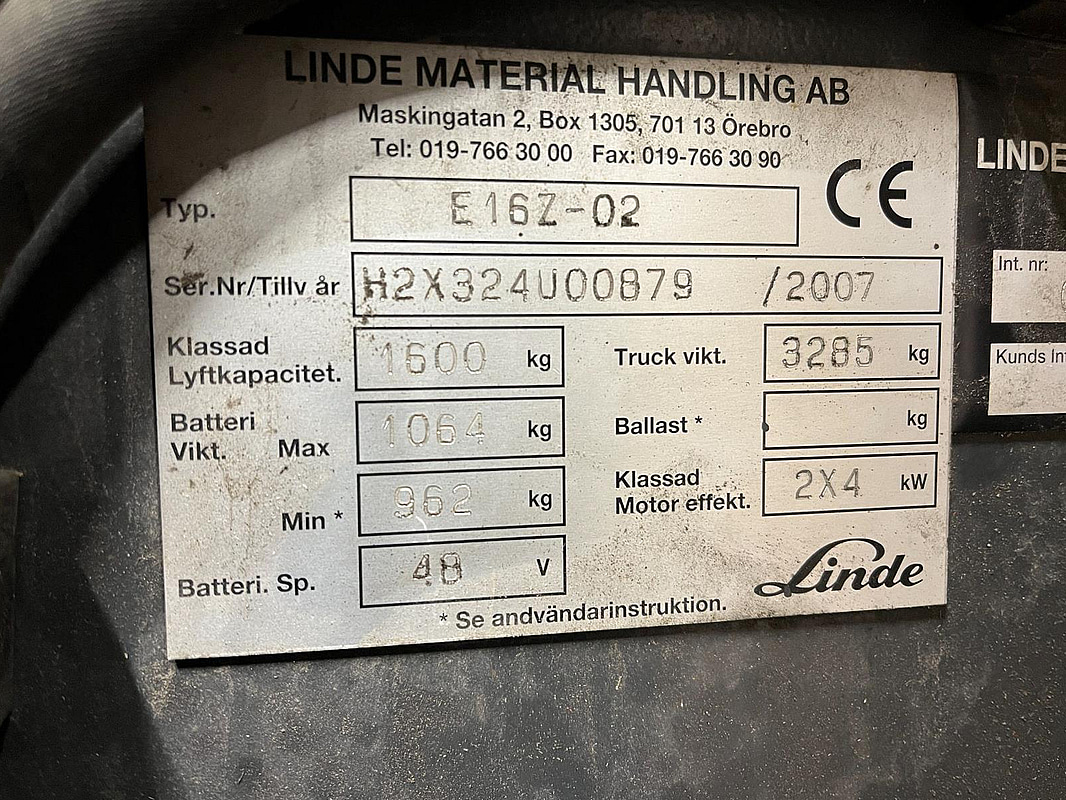 LINDE MATERIAL HANDLING AB
Maskingatan 2, Box 1305, 701 13 Örebro
Tel: 019-766 30 00 Fax: 019-766 30 90
CE
Typ. E16Z-02
Ser.Nr/Tillv år H2X324U00879 /2007
Klassad Lyftkapacitet. 1600 kg
Truck vikt. 3285 kg
Batteri Vikt. Max 1064 kg
Ballast * kg
Min * 962 kg
Klassad Motor effekt. 2X4 kW
Batteri. Sp. 48 V
Linde
* Se andvändarinstruktion.
LINDE
Int. nr:
Kunds Int